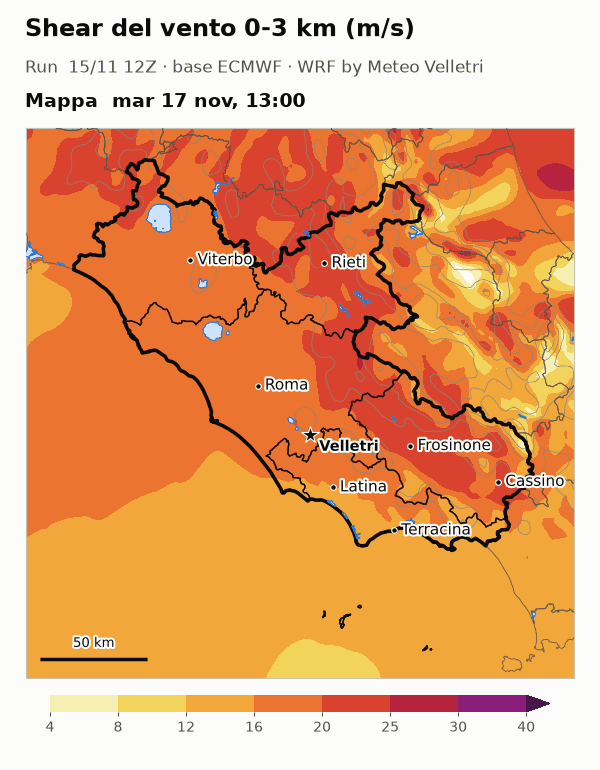 Shear del vento 0-3 km (m/s)
Run  15/11 12Z · base ECMWF · WRF by Meteo Velletri
Mappa  mar 17 nov, 13:00
Viterbo
Rieti
Roma
Velletri
Frosinone
Cassino
Latina
Terracina
50 km
4 8 12 16 20 25 30 40